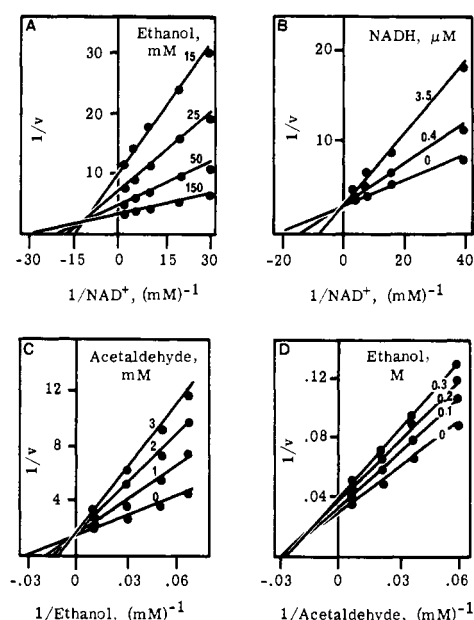 A
Ethanol,
mM
15
25
50
150
30
20
10
1/v
-30
-15
0
15
30
1/NAD⁺, (mM)⁻¹
B
NADH, μM
3.5
0.4
0
20
10
0
1/v
-20
0
20
40
1/NAD⁺, (mM)⁻¹
C
Acetaldehyde,
mM
3
2
1
0
12
8
4
1/v
-.03
0
.03
.06
1/Ethanol, (mM)⁻¹
D
Ethanol,
M
0.3
0.2
0.1
0
.12
.08
.04
1/v
-.03
0
.03
.06
1/Acetaldehyde, (mM)⁻¹